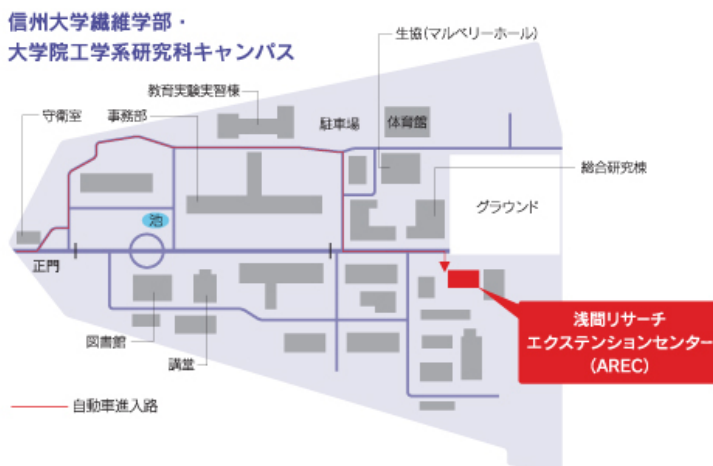 信州大学繊維学部・
大学院工学系研究科キャンパス
生協(マルベリーホール)
教育実験実習棟
守衛室
事務部
駐車場
体育館
総合研究棟
グラウンド
池
正門
浅間リサーチ
エクステンションセンター
(AREC)
図書館
講堂
自動車進入路